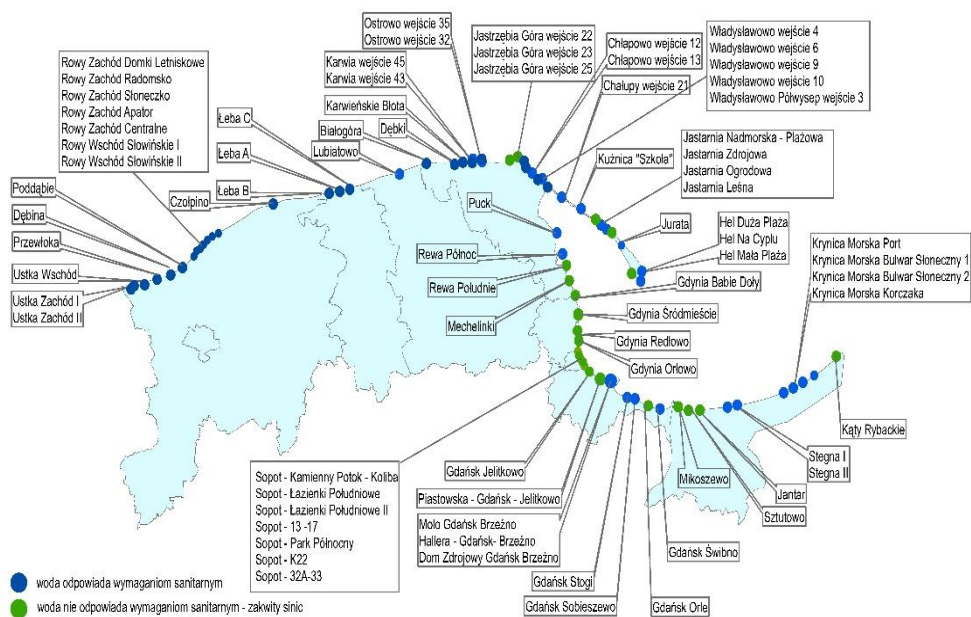 Ostrowo wejście 35
Ostrowo wejście 32
Karwia wejście 45
Karwia wejście 43
Karwieńskie Błota
Dębki
Białogóra
Lubiatowo
Łeba C
Łeba A
Łeba B
Czołpino
Rowy Zachód Domki Letniskowe
Rowy Zachód Radomsko
Rowy Zachód Słoneczko
Rowy Zachód Apator
Rowy Zachód Centralne
Rowy Wschód Słowińskie I
Rowy Wschód Słowińskie II
Poddąbie
Dębina
Przewłoka
Ustka Wschód
Ustka Zachód I
Ustka Zachód II
Jastrzębia Góra wejście 22
Jastrzębia Góra wejście 23
Jastrzębia Góra wejście 25
Chłapowo wejście 12
Chłapowo wejście 13
Chałupy wejście 21
Władysławowo wejście 4
Władysławowo wejście 6
Władysławowo wejście 9
Władysławowo wejście 10
Władysławowo Półwysep wejście 3
Kuźnica "Szkoła"
Jastarnia Nadmorska - Plażowa
Jastarnia Zdrojowa
Jastarnia Ogrodowa
Jastarnia Leśna
Jurata
Hel Duża Plaża
Hel Na Cyplu
Hel Mała Plaża
Puck
Rewa Północ
Rewa Południe
Mechelinki
Gdynia Babie Doły
Gdynia Śródmieście
Gdynia Redłowo
Gdynia Orłowo
Krynica Morska Port
Krynica Morska Bulwar Słoneczny 1
Krynica Morska Bulwar Słoneczny 2
Krynica Morska Korczaka
Kąty Rybackie
Stegna I
Stegna II
Jantar
Sztutowo
Mikoszewo
Gdańsk Świbno
Gdańsk Orle
Gdańsk Sobieszewo
Gdańsk Stogi
Gdańsk Jelitkowo
Piastowska - Gdańsk - Jelitkowo
Molo Gdańsk Brzeźno
Hallera - Gdańsk- Brzeźno
Dom Zdrojowy Gdańsk Brzeźno
Sopot - Kamienny Potok - Koliba
Sopot - Łazienki Południowe
Sopot - Łazienki Południowe II
Sopot - 13 -17
Sopot - Park Północny
Sopot - K22
Sopot - 32A-33
woda odpowiada wymaganiom sanitarnym
woda nie odpowiada wymaganiom sanitarnym - zakwity sinic